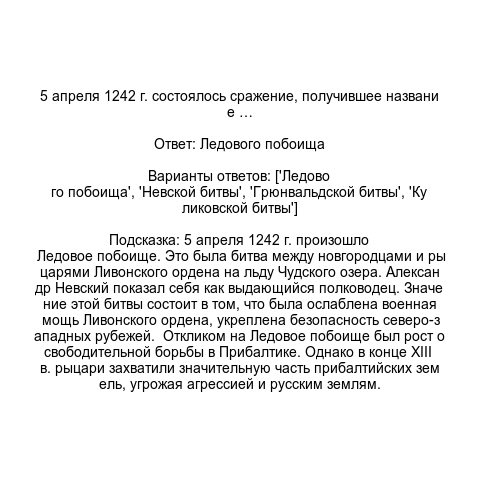 5 апреля 1242 г. состоялось сражение, получившее названи
е …
Ответ: Ледового побоища
Варианты ответов: ['Ледово
го побоища', 'Невской битвы', 'Грюнвальдской битвы', 'Ку
ликовской битвы']
Подсказка: 5 апреля 1242 г. произошло
Ледовое побоище. Это была битва между новгородцами и ры
царями Ливонского ордена на льду Чудского озера. Алексан
др Невский показал себя как выдающийся полководец. Значе
ние этой битвы состоит в том, что была ослаблена военная
мощь Ливонского ордена, укреплена безопасность северо-з
ападных рубежей.  Откликом на Ледовое побоище был рост о
свободительной борьбы в Прибалтике. Однако в конце XIII
в. рыцари захватили значительную часть прибалтийских зем
ель, угрожая агрессией и русским землям.